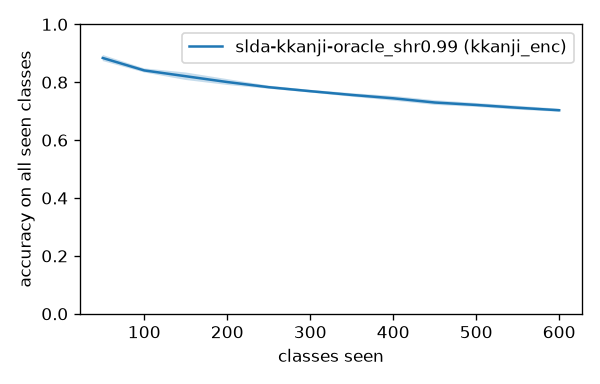 1.0
0.8
0.6
0.4
0.2
0.0
accuracy on all seen classes
slda-kkanji-oracle_shr0.99 (kkanji_enc)
100 200 300 400 500 600
classes seen